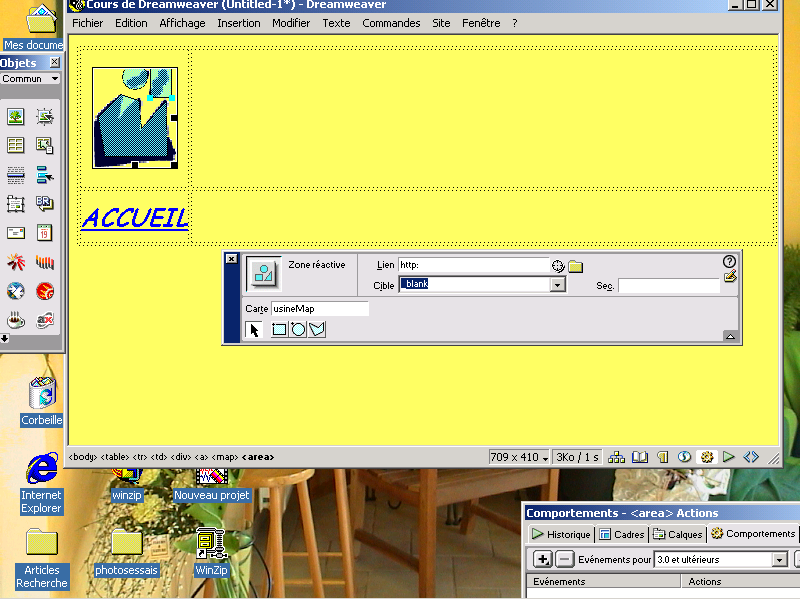 Cours de Dreamweaver (Untitled-1*) - Dreamweaver
Fichier Edition Affichage Insertion Modifier Texte Commandes Site Fenêtre ?
Mes docume
Objets
Commun
ACCUEIL
Zone réactive
Lien http:
Cible _blank
Sec.
Carte usineMap
<body> <table> <tr> <td> <div> <a> <map> <area>
709 x 410 3Ko / 1 s
Corbeille
Internet
Explorer
winzip
Nouveau projet
Articles
Recherche
photosessais
WinZip
Comportements - <area> Actions
Historique Cadres Calques Comportements
Evénements pour 3.0 et ultérieurs
Evénements Actions